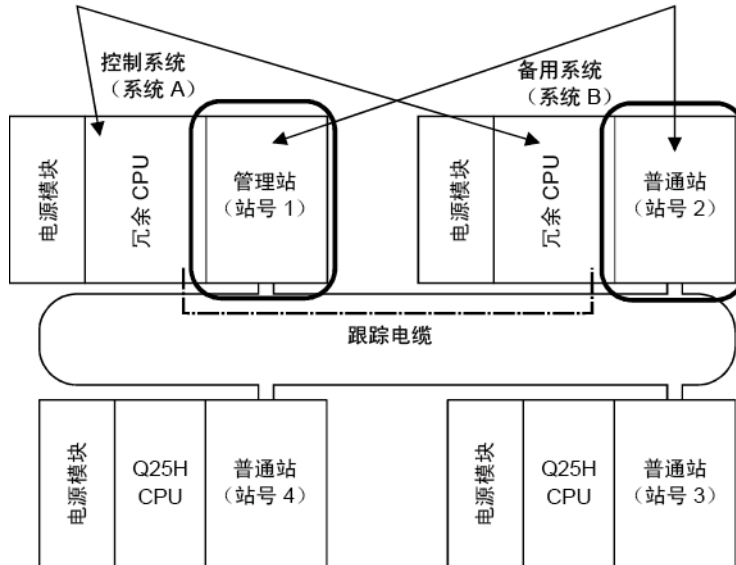 控制系统
（系统 A）
备用系统
（系统 B）
电源模块
冗余 CPU
管理站
（站号 1）
电源模块
冗余 CPU
普通站
（站号 2）
跟踪电缆
电源模块
Q25H
CPU
普通站
（站号 4）
电源模块
Q25H
CPU
普通站
（站号 3）